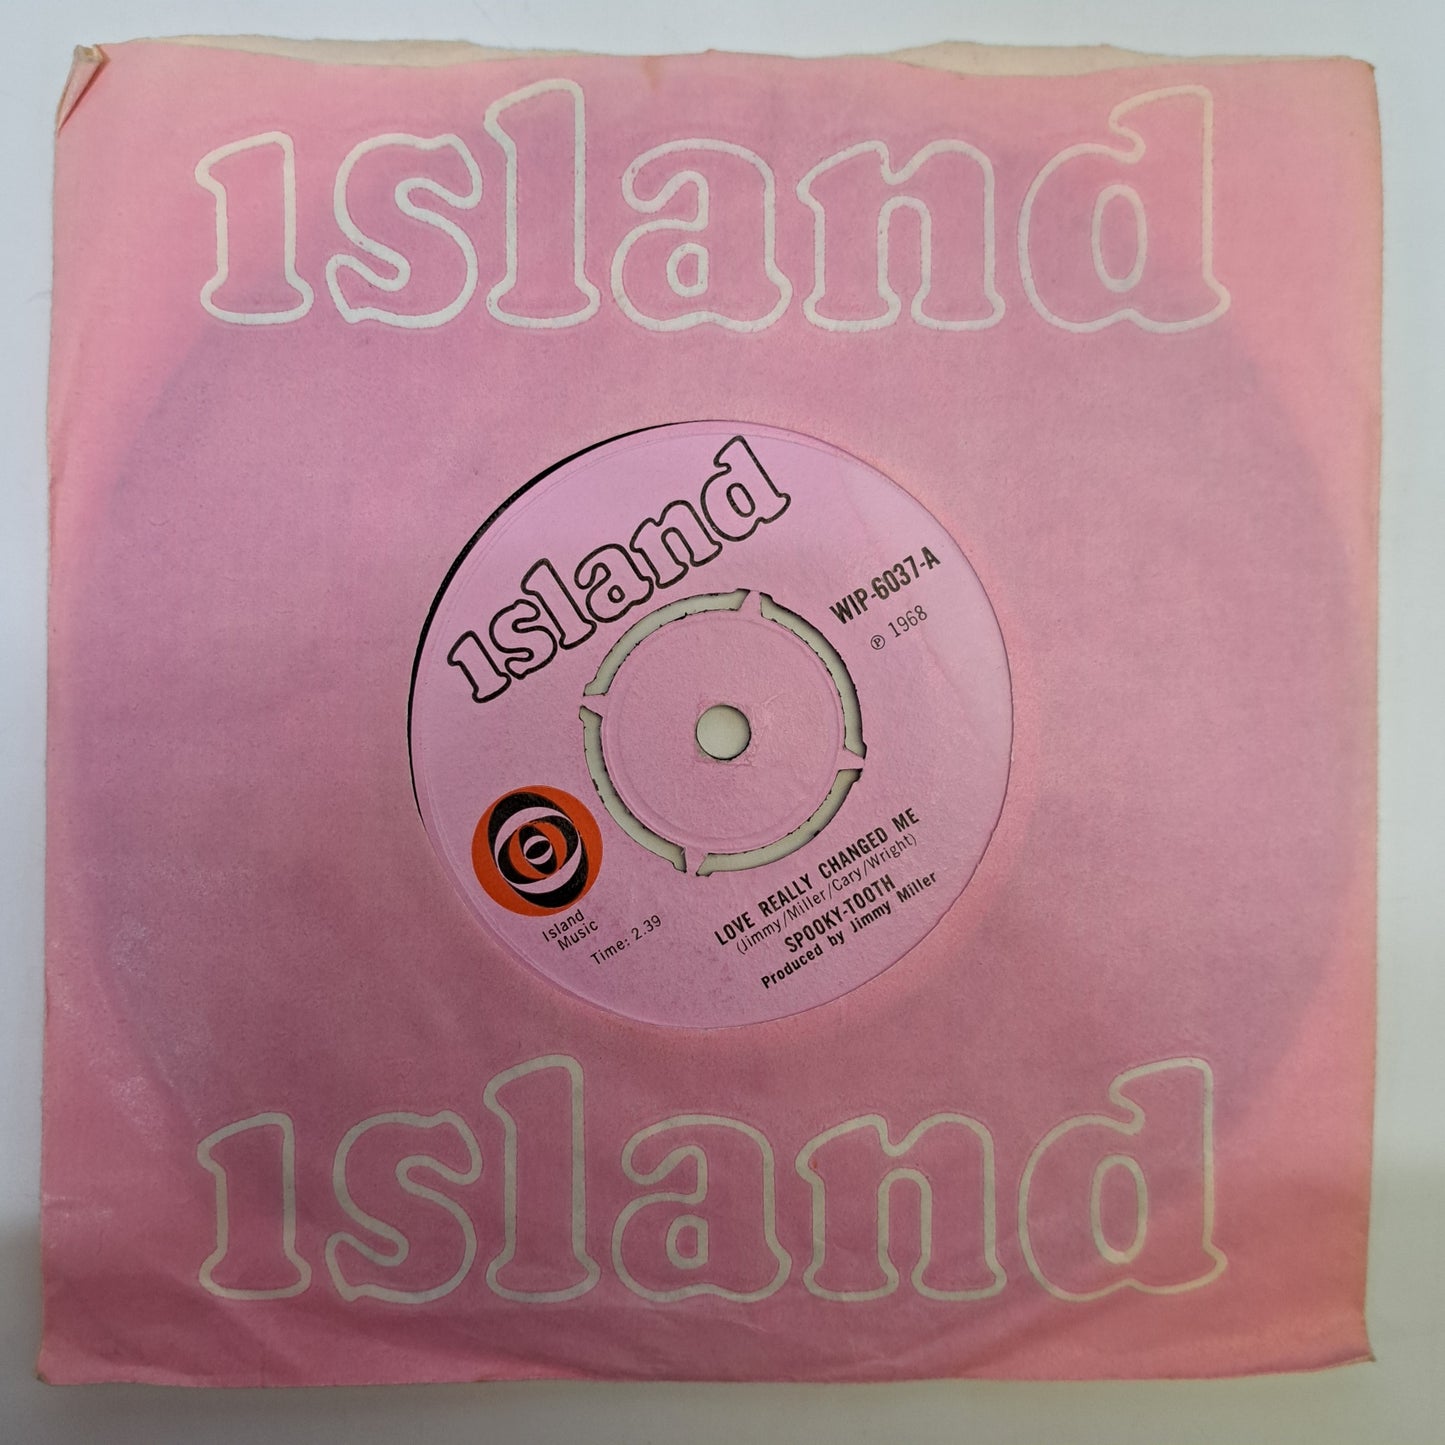 island
island
WIP-6037-A
℗ 1968
Island
Music
Time: 2.39
LOVE REALLY CHANGED ME
(Jimmy/Miller/Cary/Wright)
SPOOKY-TOOTH
Produced by Jimmy Miller
island